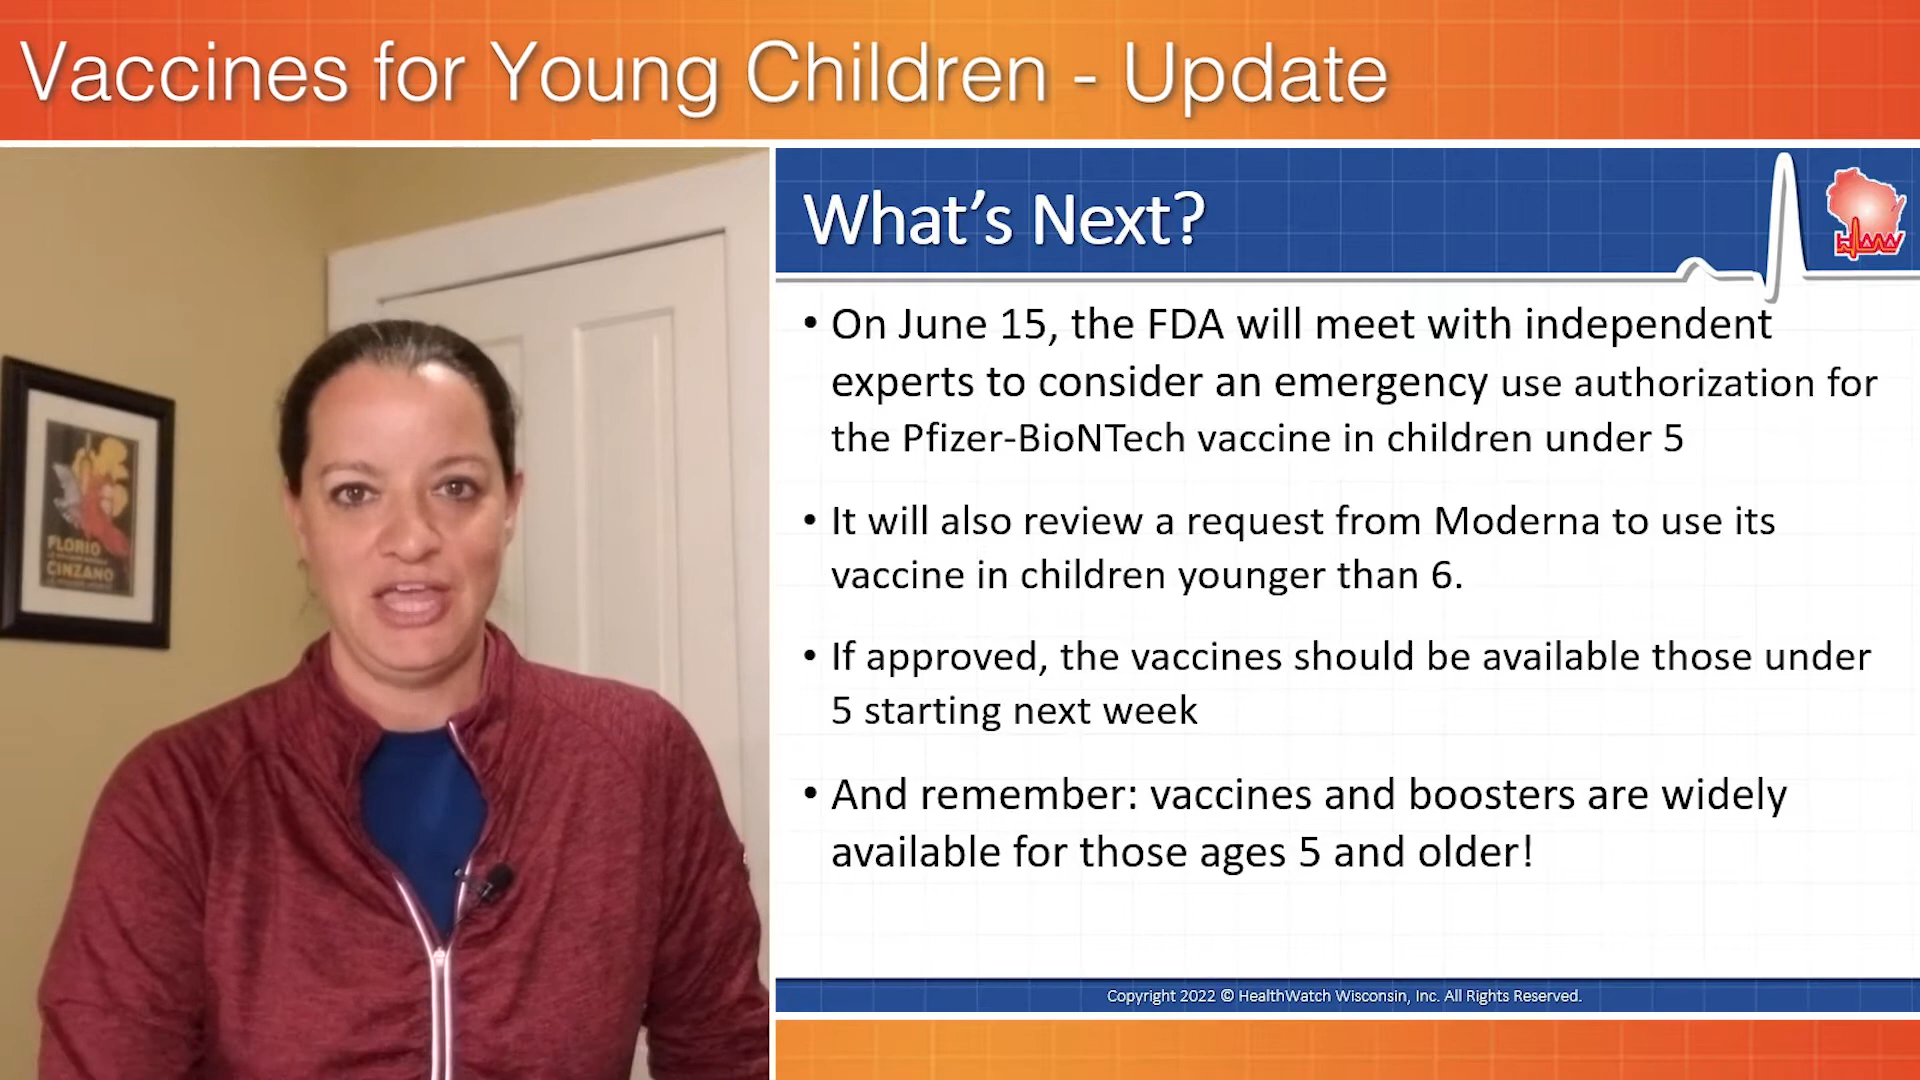 Vaccines for Young Children - Update
What's Next?
• On June 15, the FDA will meet with independent
experts to consider an emergency use authorization for
the Pfizer-BioNTech vaccine in children under 5
• It will also review a request from Moderna to use its
vaccine in children younger than 6.
• If approved, the vaccines should be available those under
5 starting next week
• And remember: vaccines and boosters are widely
available for those ages 5 and older!
Copyright 2022 © HealthWatch Wisconsin, Inc. All Rights Reserved.
FLORIO
CINZANO